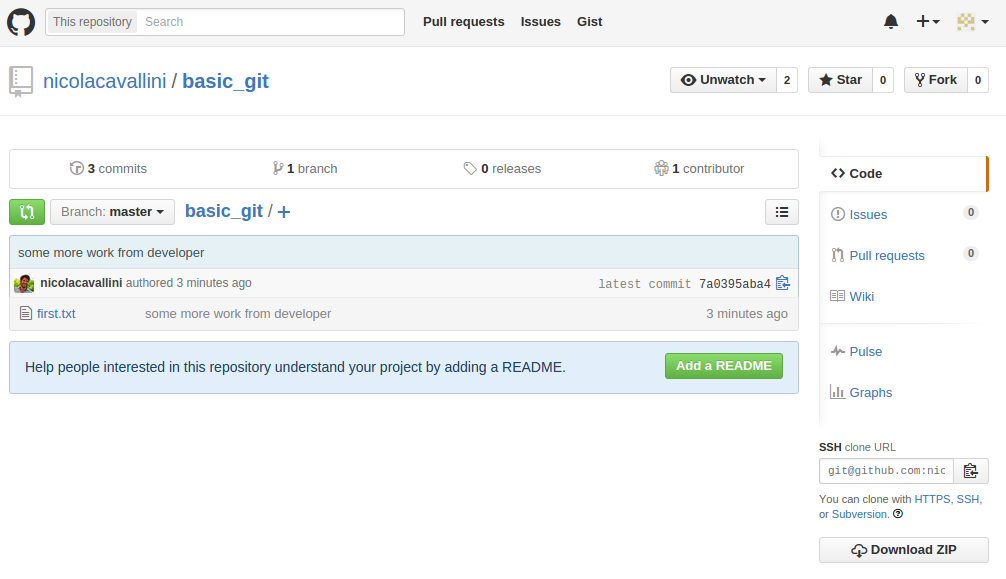 This repository Search Pull requests Issues Gist
nicolacavallini / basic_git Unwatch 2 Star 0 Fork 0
3 commits 1 branch 0 releases 1 contributor
Branch: master basic_git / +
some more work from developer
nicolacavallini authored 3 minutes ago latest commit 7a0395aba4
first.txt some more work from developer 3 minutes ago
Help people interested in this repository understand your project by adding a README. Add a README
Code
Issues 0
Pull requests 0
Wiki
Pulse
Graphs
SSH clone URL
git@github.com:nic
You can clone with HTTPS, SSH,
or Subversion.
Download ZIP